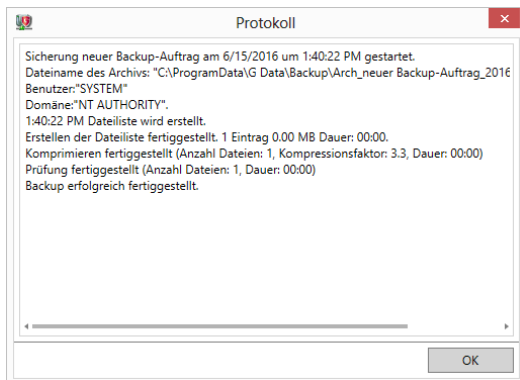 Protokoll
Sicherung neuer Backup-Auftrag am 6/15/2016 um 1:40:22 PM gestartet.
Dateiname des Archivs: "C:\ProgramData\G Data\Backup\Arch_neuer Backup-Auftrag_2016
Benutzer:"SYSTEM"
Domäne:"NT AUTHORITY".
1:40:22 PM Dateiliste wird erstellt.
Erstellen der Dateiliste fertiggestellt. 1 Eintrag 0.00 MB Dauer: 00:00.
Komprimieren fertiggestellt (Anzahl Dateien: 1, Kompressionsfaktor: 3.3, Dauer: 00:00)
Prüfung fertiggestellt (Anzahl Dateien: 1, Dauer: 00:00)
Backup erfolgreich fertiggestellt.
OK